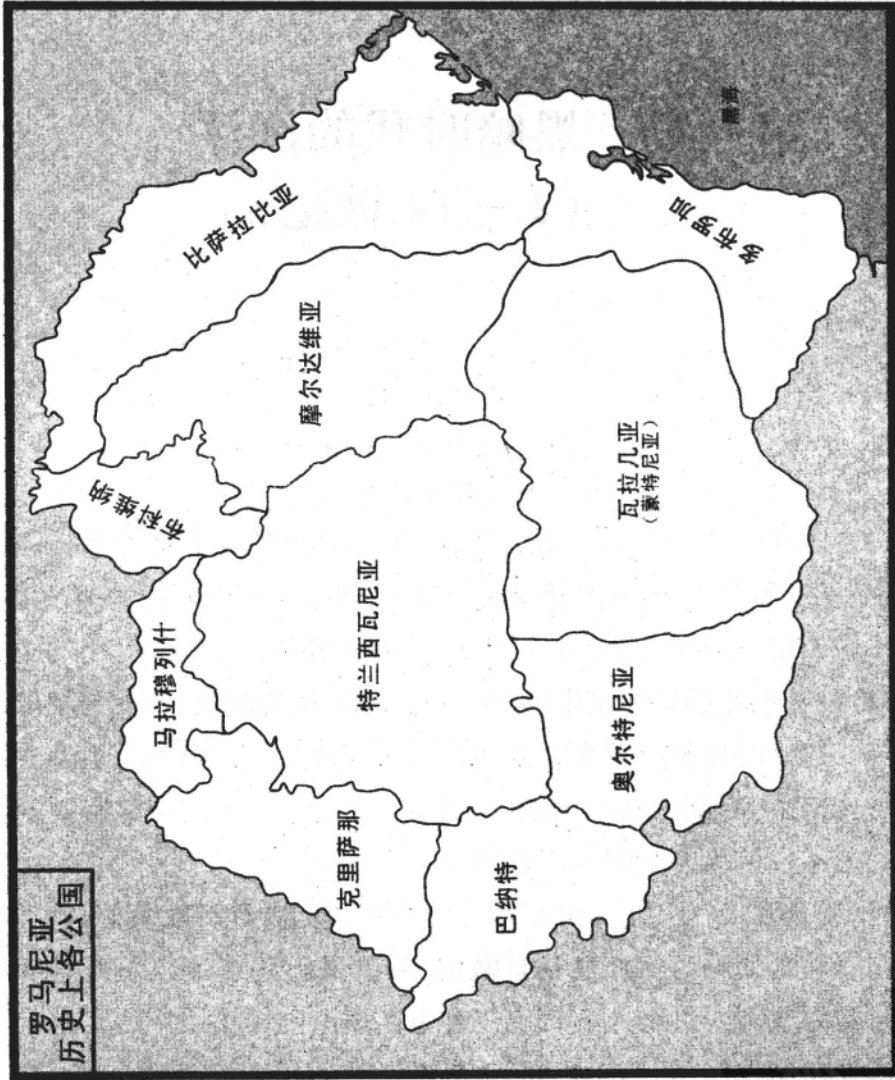 罗马尼亚
历史上各公国
马拉穆列什
布科维纳
比萨拉比亚
克里萨那
特兰西瓦尼亚
摩尔达维亚
巴纳特
奥尔特尼亚
瓦拉几亚
（蒙特尼亚）
多布罗加
黑海